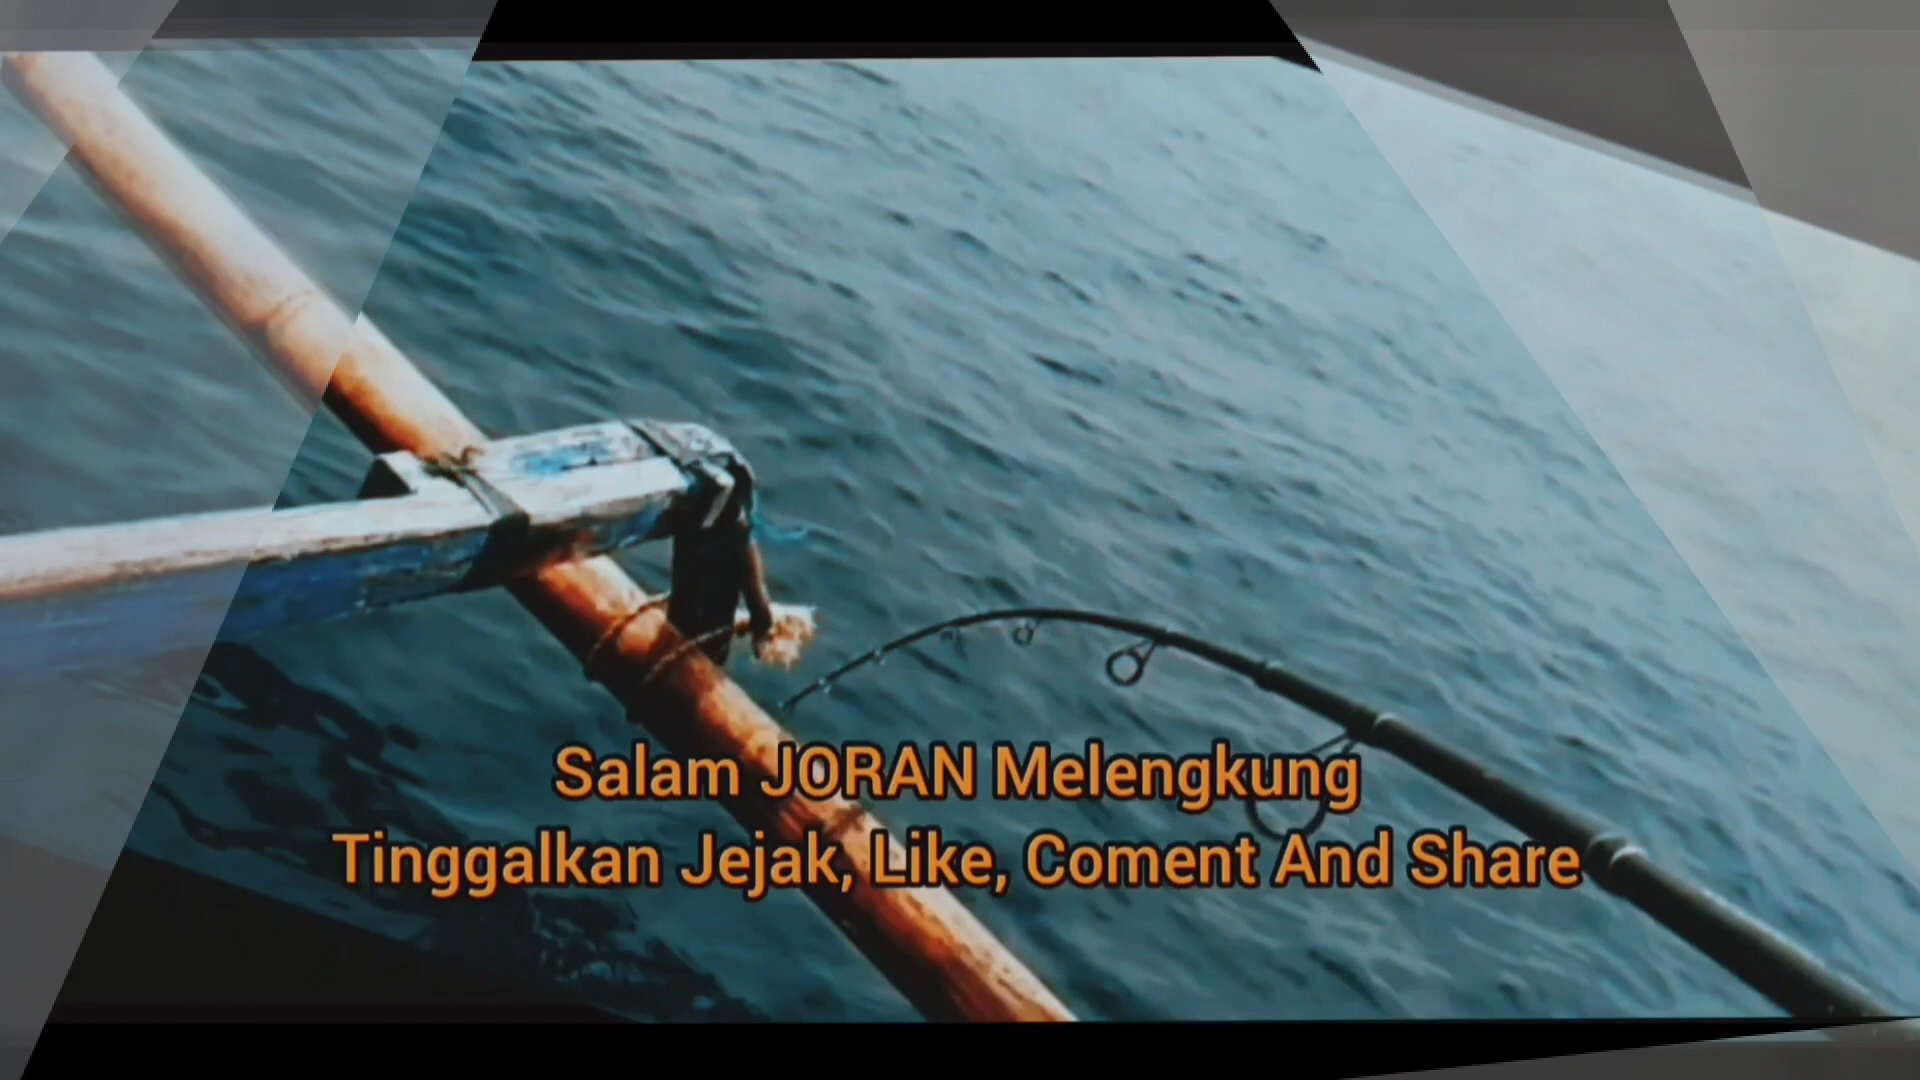 Salam JORAN Melengkung
Tinggalkan Jejak, Like, Coment And Share